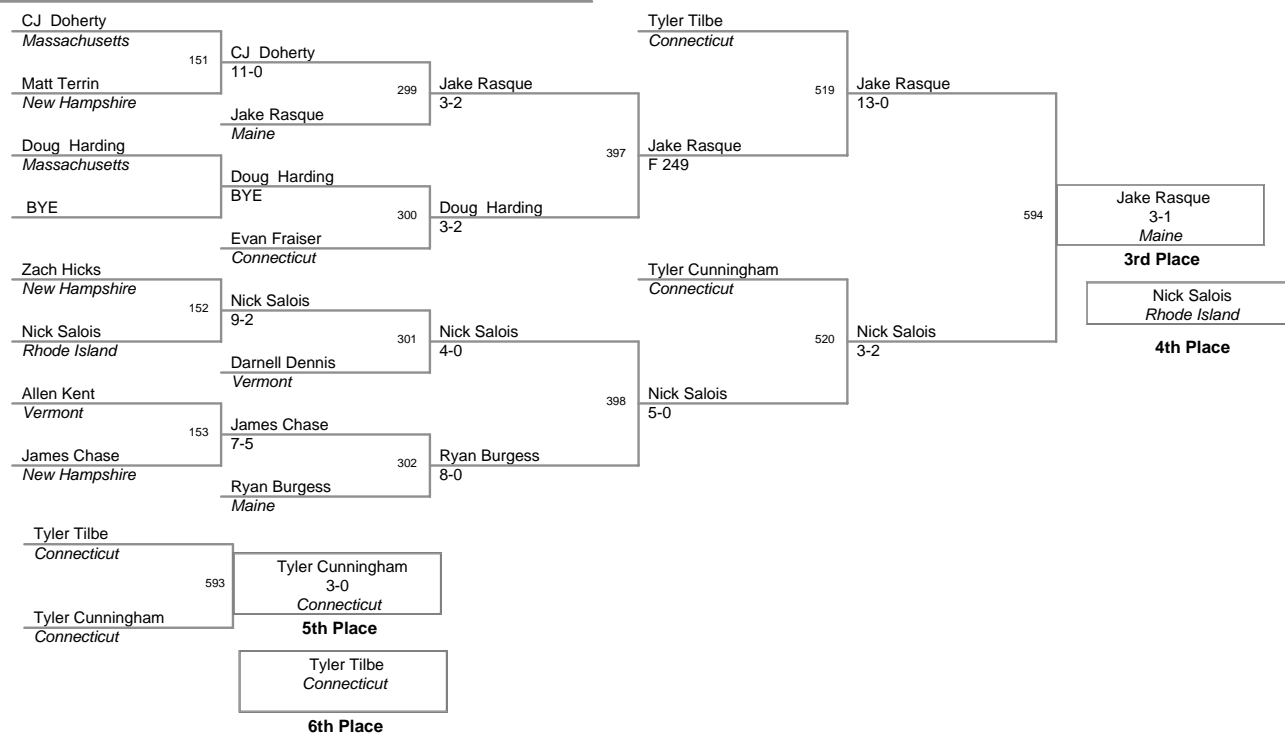 CJ  Doherty
Massachusetts
151
Matt Terrin
New Hampshire
Doug  Harding
Massachusetts
BYE
Zach Hicks
New Hampshire
152
Nick Salois
Rhode Island
Allen Kent
Vermont
153
James Chase
New Hampshire
CJ  Doherty
11-0
299
Jake Rasque
Maine
Doug  Harding
BYE
300
Evan Fraiser
Connecticut
Nick Salois
9-2
301
Darnell Dennis
Vermont
James Chase
7-5
302
Ryan Burgess
Maine
Jake Rasque
3-2
397
Doug  Harding
3-2
Nick Salois
4-0
398
Ryan Burgess
8-0
Tyler Tilbe
Connecticut
519
Jake Rasque
F 249
Tyler Cunningham
Connecticut
520
Nick Salois
5-0
Jake Rasque
13-0
594
Nick Salois
3-2
Jake Rasque
3-1
Maine
3rd Place
Nick Salois
Rhode Island
4th Place
Tyler Tilbe
Connecticut
593
Tyler Cunningham
Connecticut
Tyler Cunningham
3-0
Connecticut
5th Place
Tyler Tilbe
Connecticut
6th Place